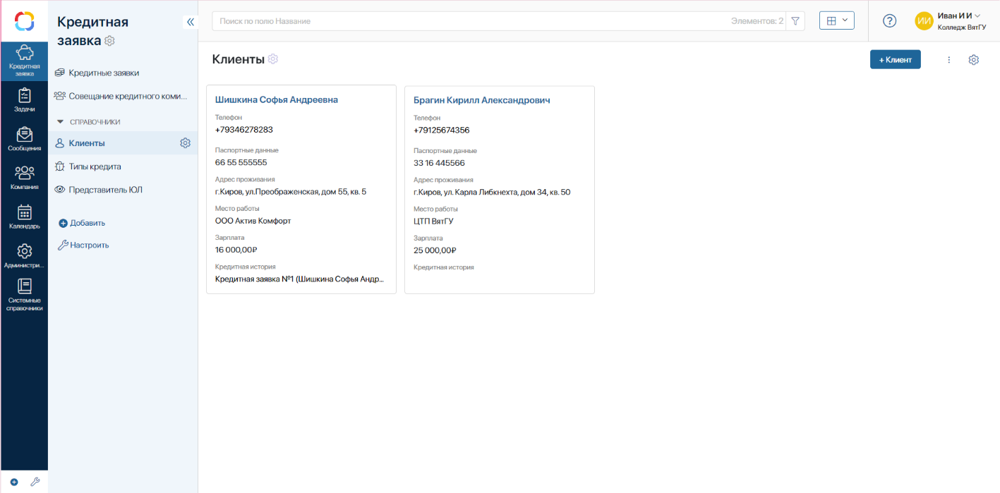 Кредитная
заявка
Задачи
Сообщения
Компания
Календарь
Администри...
Системные
справочники
Кредитная
заявка
Кредитные заявки
Совещание кредитного коми...
СПРАВОЧНИКИ
Клиенты
Типы кредита
Представитель ЮЛ
Добавить
Настроить
Поиск по полю Название
Элементов: 2
?
ИИ
Иван И И
Колледж ВятГУ
Клиенты
+ Клиент
Шишкина Софья Андреевна
Телефон
+79346278283
Паспортные данные
66 55 555555
Адрес проживания
г.Киров, ул.Преображенская, дом 55, кв. 5
Место работы
ООО Актив Комфорт
Зарплата
16 000,00₽
Кредитная история
Кредитная заявка №1 (Шишкина Софья Андр...
Брагин Кирилл Александрович
Телефон
+79125674356
Паспортные данные
33 16 445566
Адрес проживания
г.Киров, ул. Карла Либкнехта, дом 34, кв. 50
Место работы
ЦТП ВятГУ
Зарплата
25 000,00₽
Кредитная история